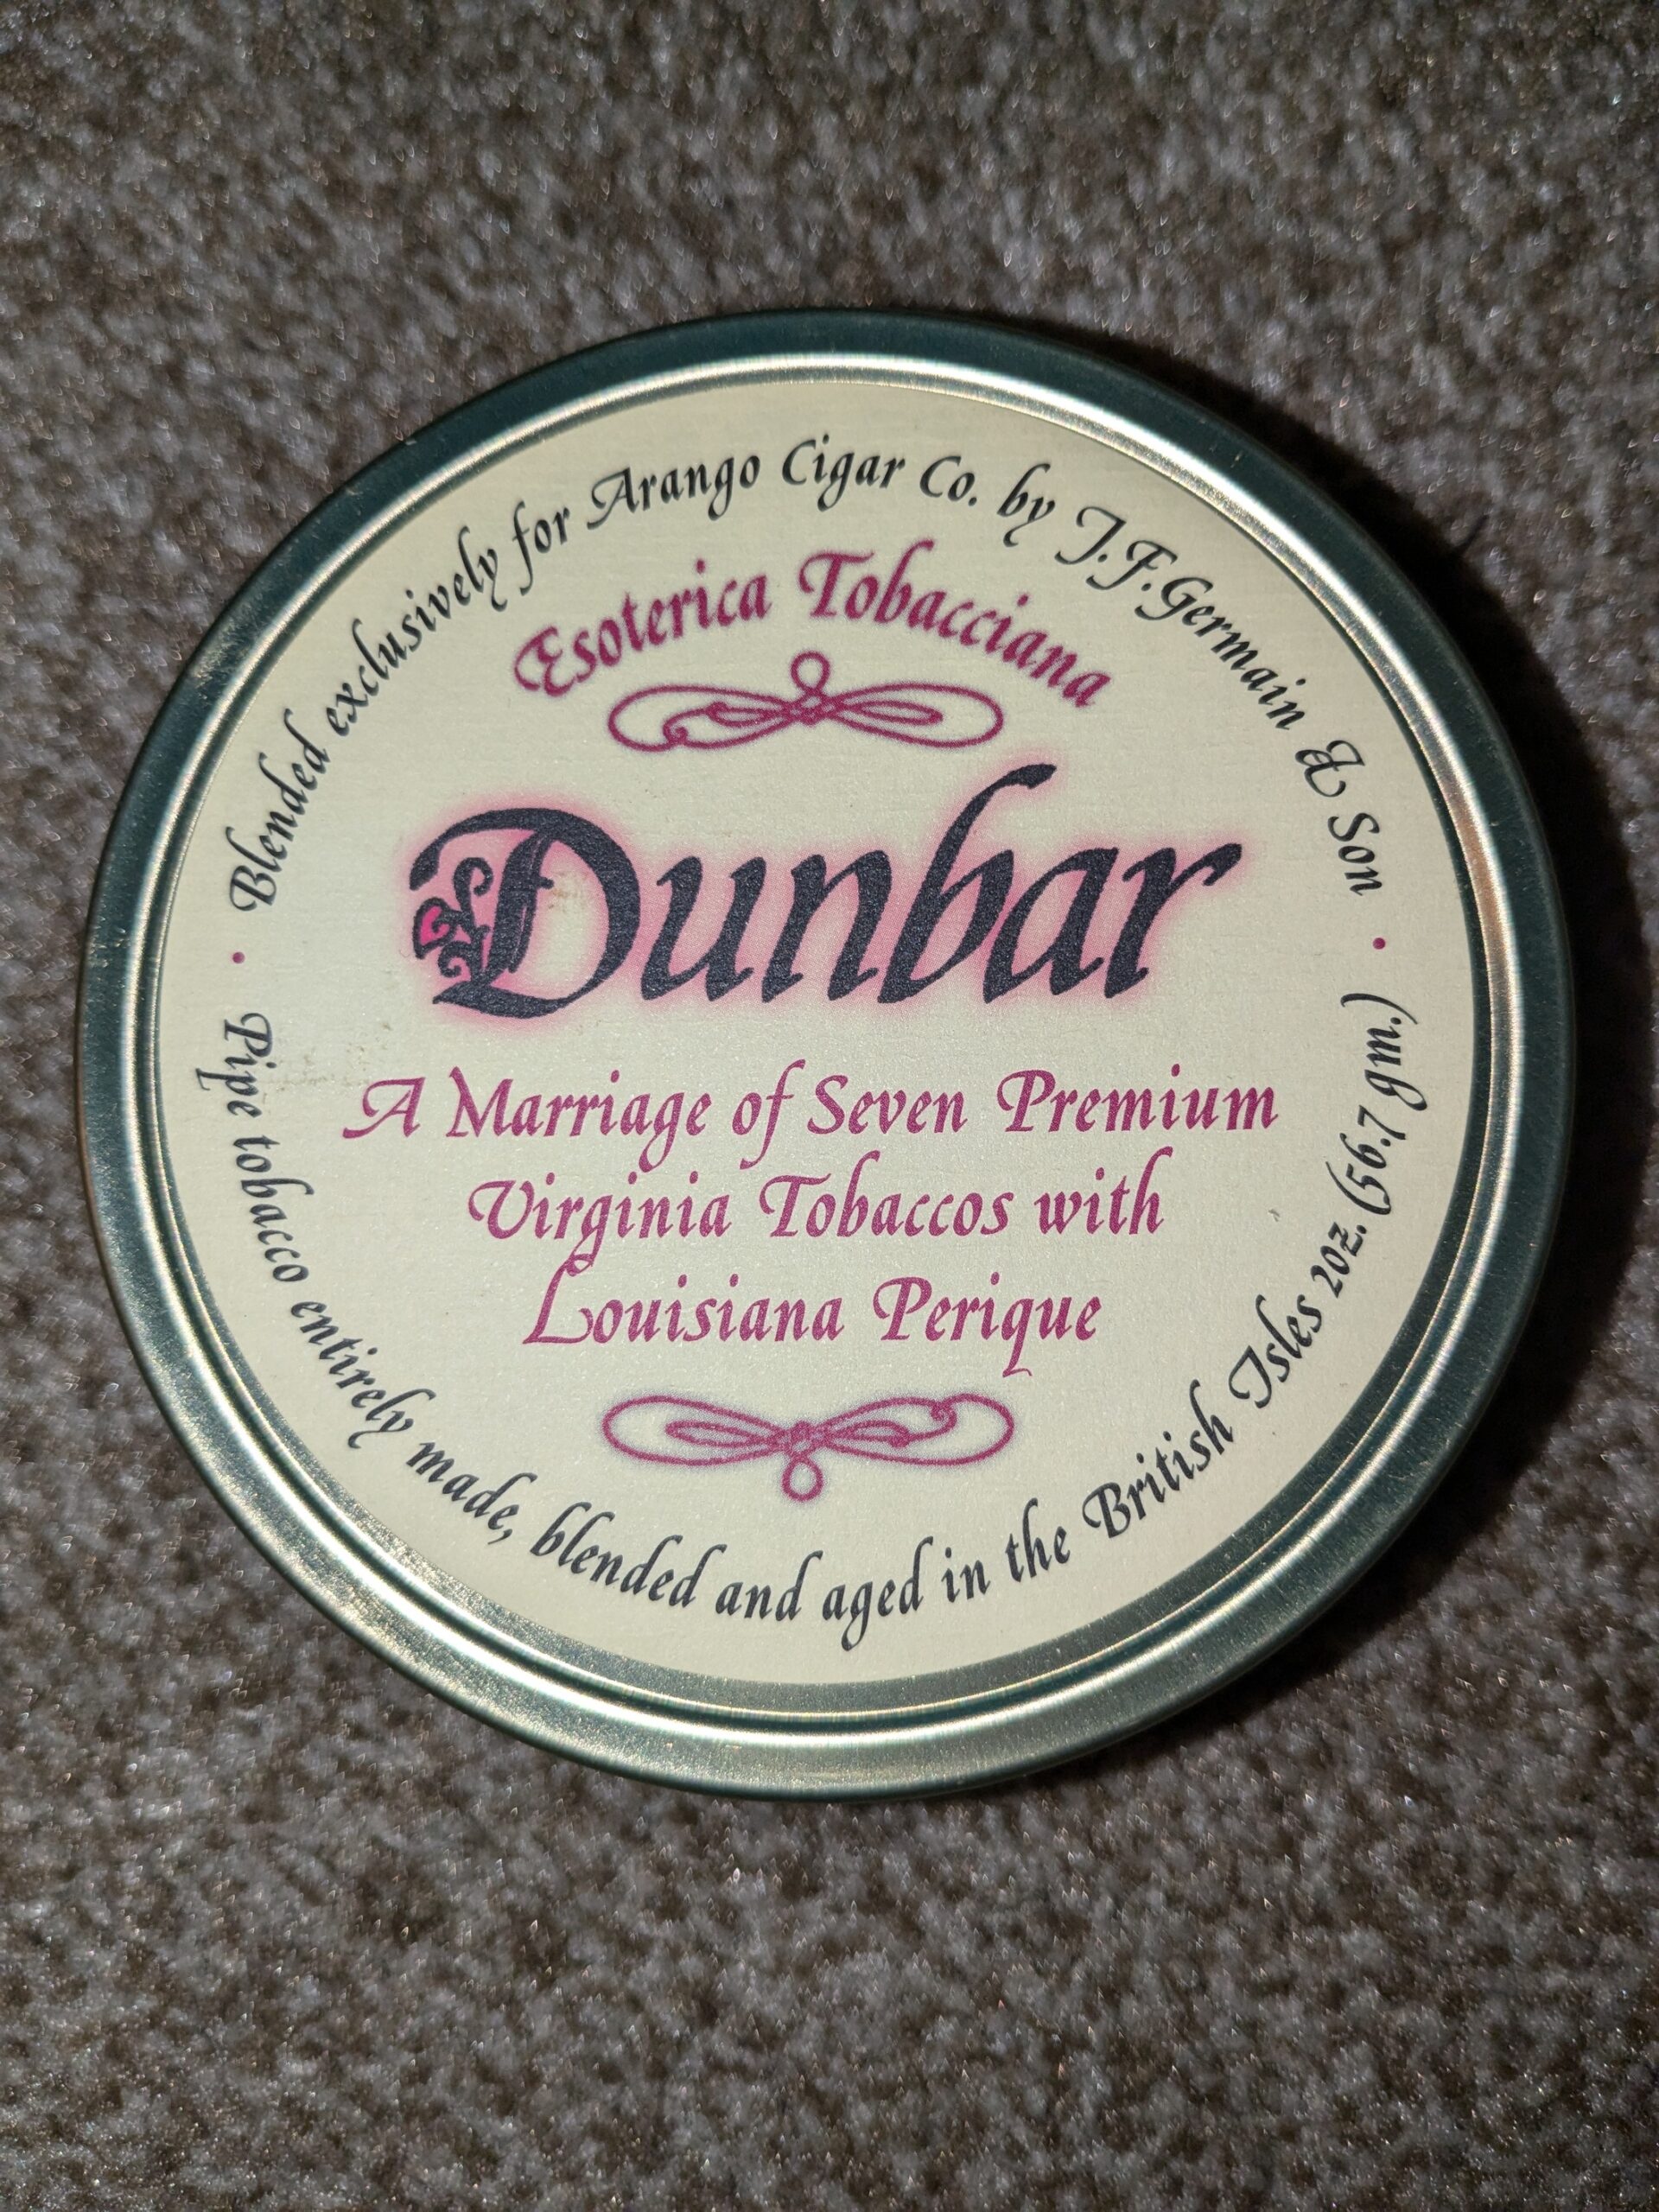 Blended exclusively for Arango Cigar Co. by J.F. Germain & Son
Esoterica Tobacciana
Dunbar
A Marriage of Seven Premium
Virginia Tobaccos with
Louisiana Perique
Pipe tobacco entirely made, blended and aged in the British Isles 2oz. (56.7 gm.)